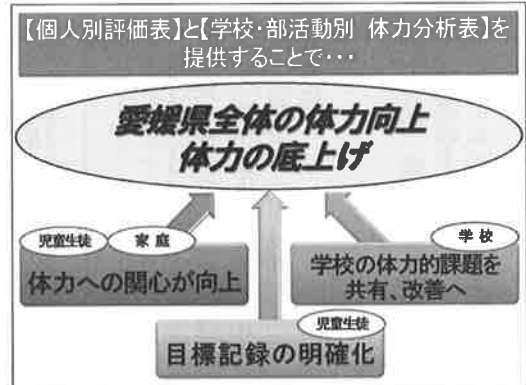 【個人別評価表】と【学校・部活動別 体力分析表】を
提供することで・・・
愛媛県全体の体力向上
体力の底上げ
児童生徒
家 庭
体力への関心が向上
学 校
学校の体力的課題を
共有、改善へ
児童生徒
目標記録の明確化